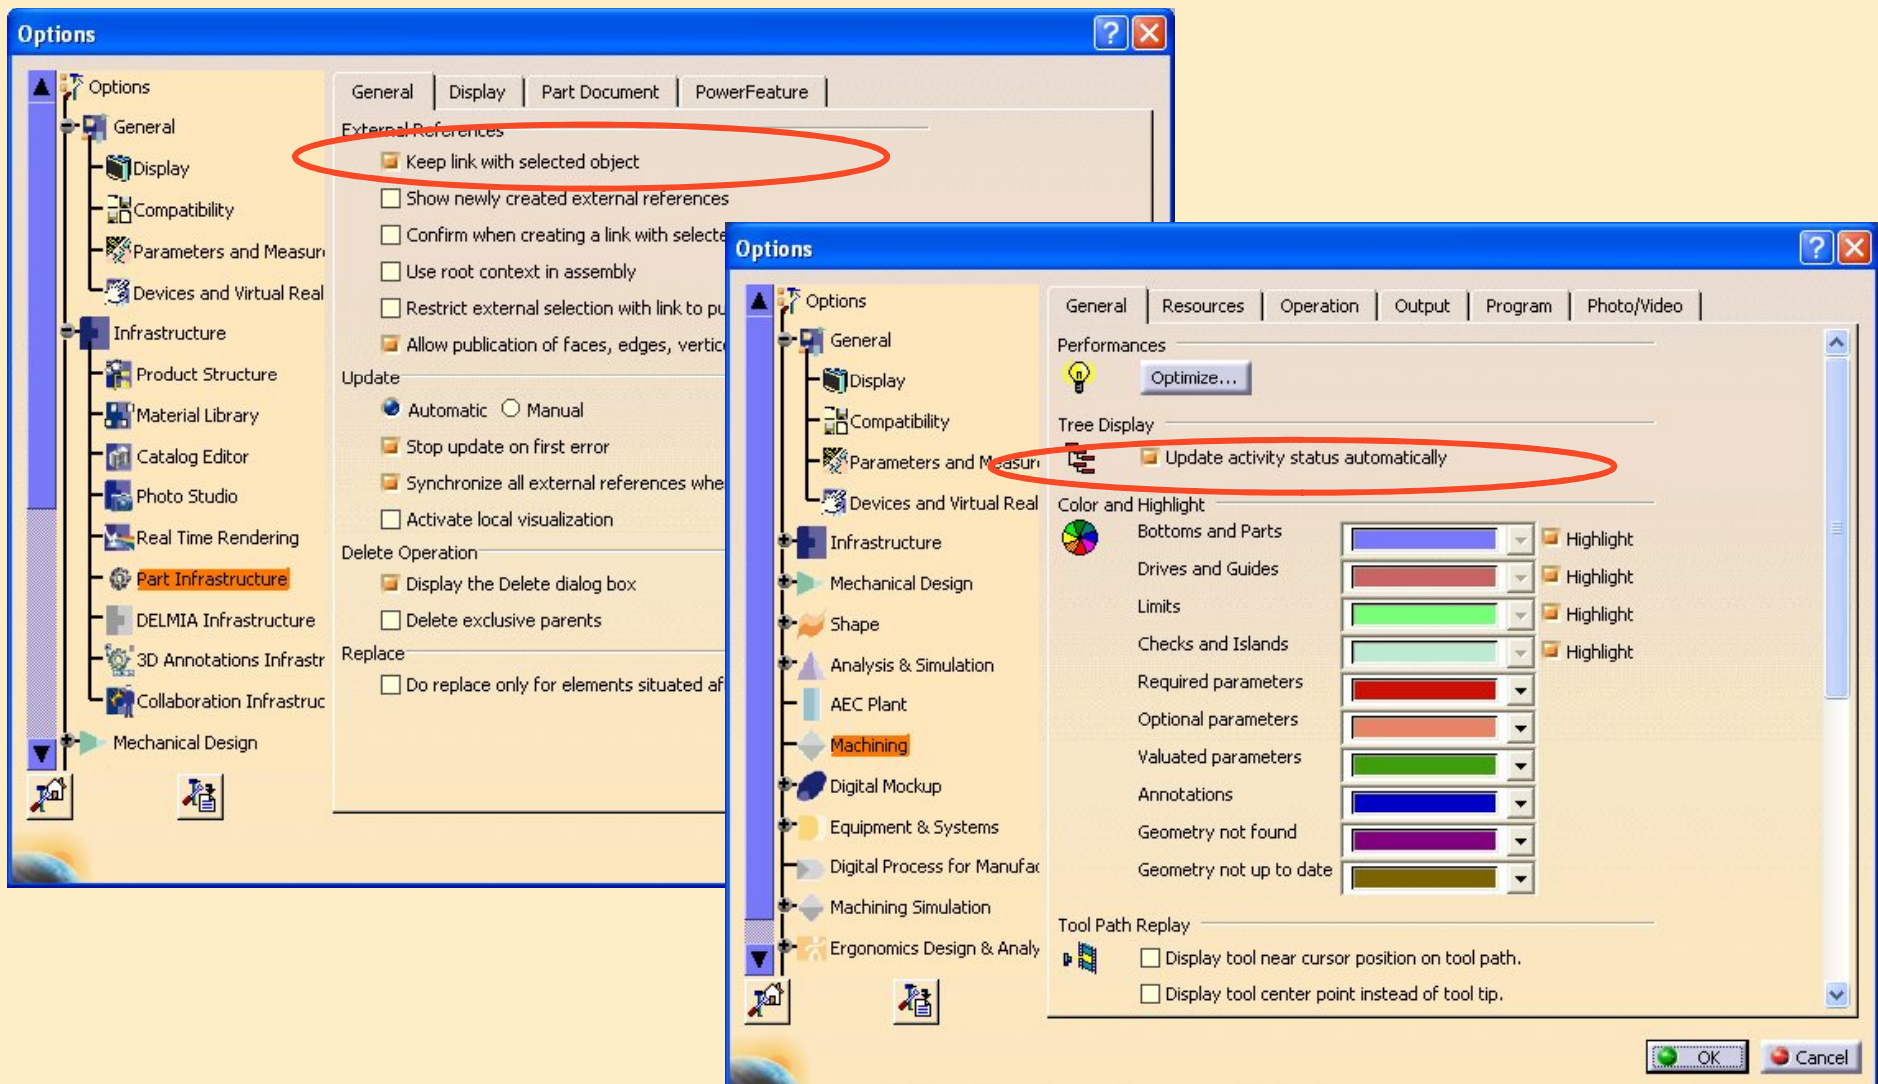 Options
Options
General
Display
Compatibility
Parameters and Measur
Devices and Virtual Real
Infrastructure
Product Structure
Material Library
Catalog Editor
Photo Studio
Real Time Rendering
Part Infrastructure
DELMIA Infrastructure
3D Annotations Infrastr
Collaboration Infrastruc
Mechanical Design
General Display Part Document PowerFeature
External References
Keep link with selected object
Show newly created external references
Confirm when creating a link with selecte
Use root context in assembly
Restrict external selection with link to pu
Allow publication of faces, edges, vertic
Update
Automatic Manual
Stop update on first error
Synchronize all external references whe
Activate local visualization
Delete Operation
Display the Delete dialog box
Delete exclusive parents
Replace
Do replace only for elements situated af
Options
Options
General
Display
Compatibility
Parameters and Measur
Devices and Virtual Real
Infrastructure
Mechanical Design
Shape
Analysis & Simulation
AEC Plant
Machining
Digital Mockup
Equipment & Systems
Digital Process for Manufac
Machining Simulation
Ergonomics Design & Analy
General Resources Operation Output Program Photo/Video
Performances
Optimize...
Tree Display
Update activity status automatically
Color and Highlight
Bottoms and Parts Highlight
Drives and Guides Highlight
Limits Highlight
Checks and Islands Highlight
Required parameters
Optional parameters
Valuated parameters
Annotations
Geometry not found
Geometry not up to date
Tool Path Replay
Display tool near cursor position on tool path.
Display tool center point instead of tool tip.
OK Cancel